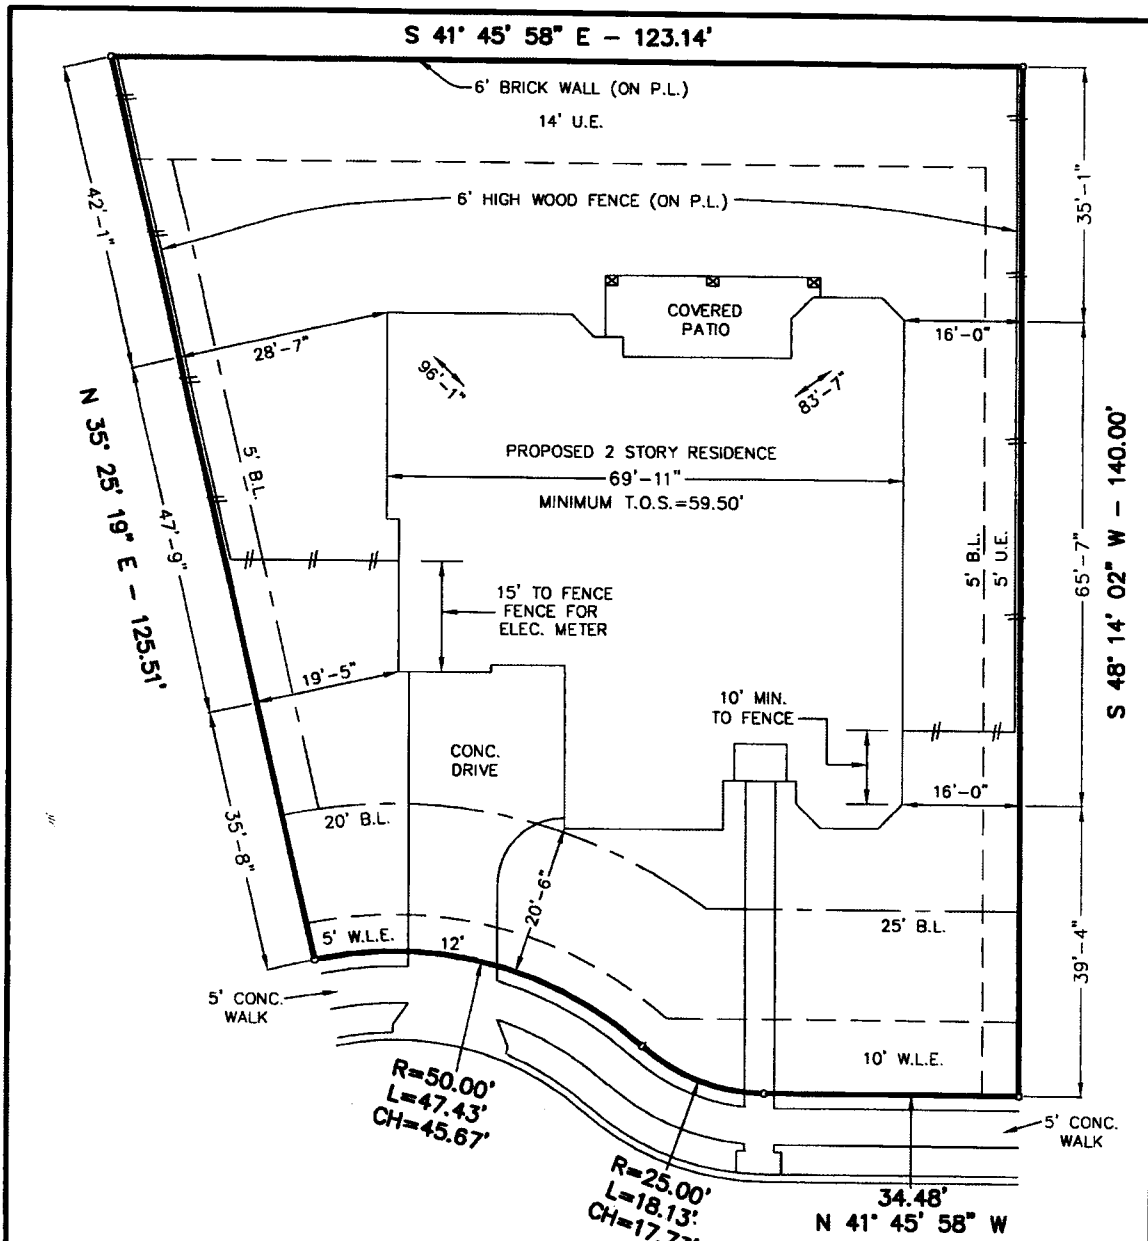 S 41° 45' 58" E - 123.14'
6' BRICK WALL (ON P.L.)
14' U.E.
6' HIGH WOOD FENCE (ON P.L.)
42'-1"
35'-1"
COVERED
PATIO
28'-7"
16'-0"
96'-1"
83'-7"
N 35° 25' 19" E - 125.51'
S 48° 14' 02" W - 140.00'
PROPOSED 2 STORY RESIDENCE
69'-11"
MINIMUM T.O.S.=59.50'
5' B.L.
47'-9"
5' B.L.
5' U.E.
65'-7"
15' TO FENCE
FENCE FOR
ELEC. METER
19'-5"
10' MIN.
TO FENCE
CONC.
DRIVE
16'-0"
20' B.L.
35'-8"
20'-6"
25' B.L.
39'-4"
5' W.L.E.
12'
5' CONC.
WALK
10' W.L.E.
R=50.00'
L=47.43'
CH=45.67'
5' CONC.
WALK
R=25.00'
L=18.13'
34.48'
N 41° 45' 58" W